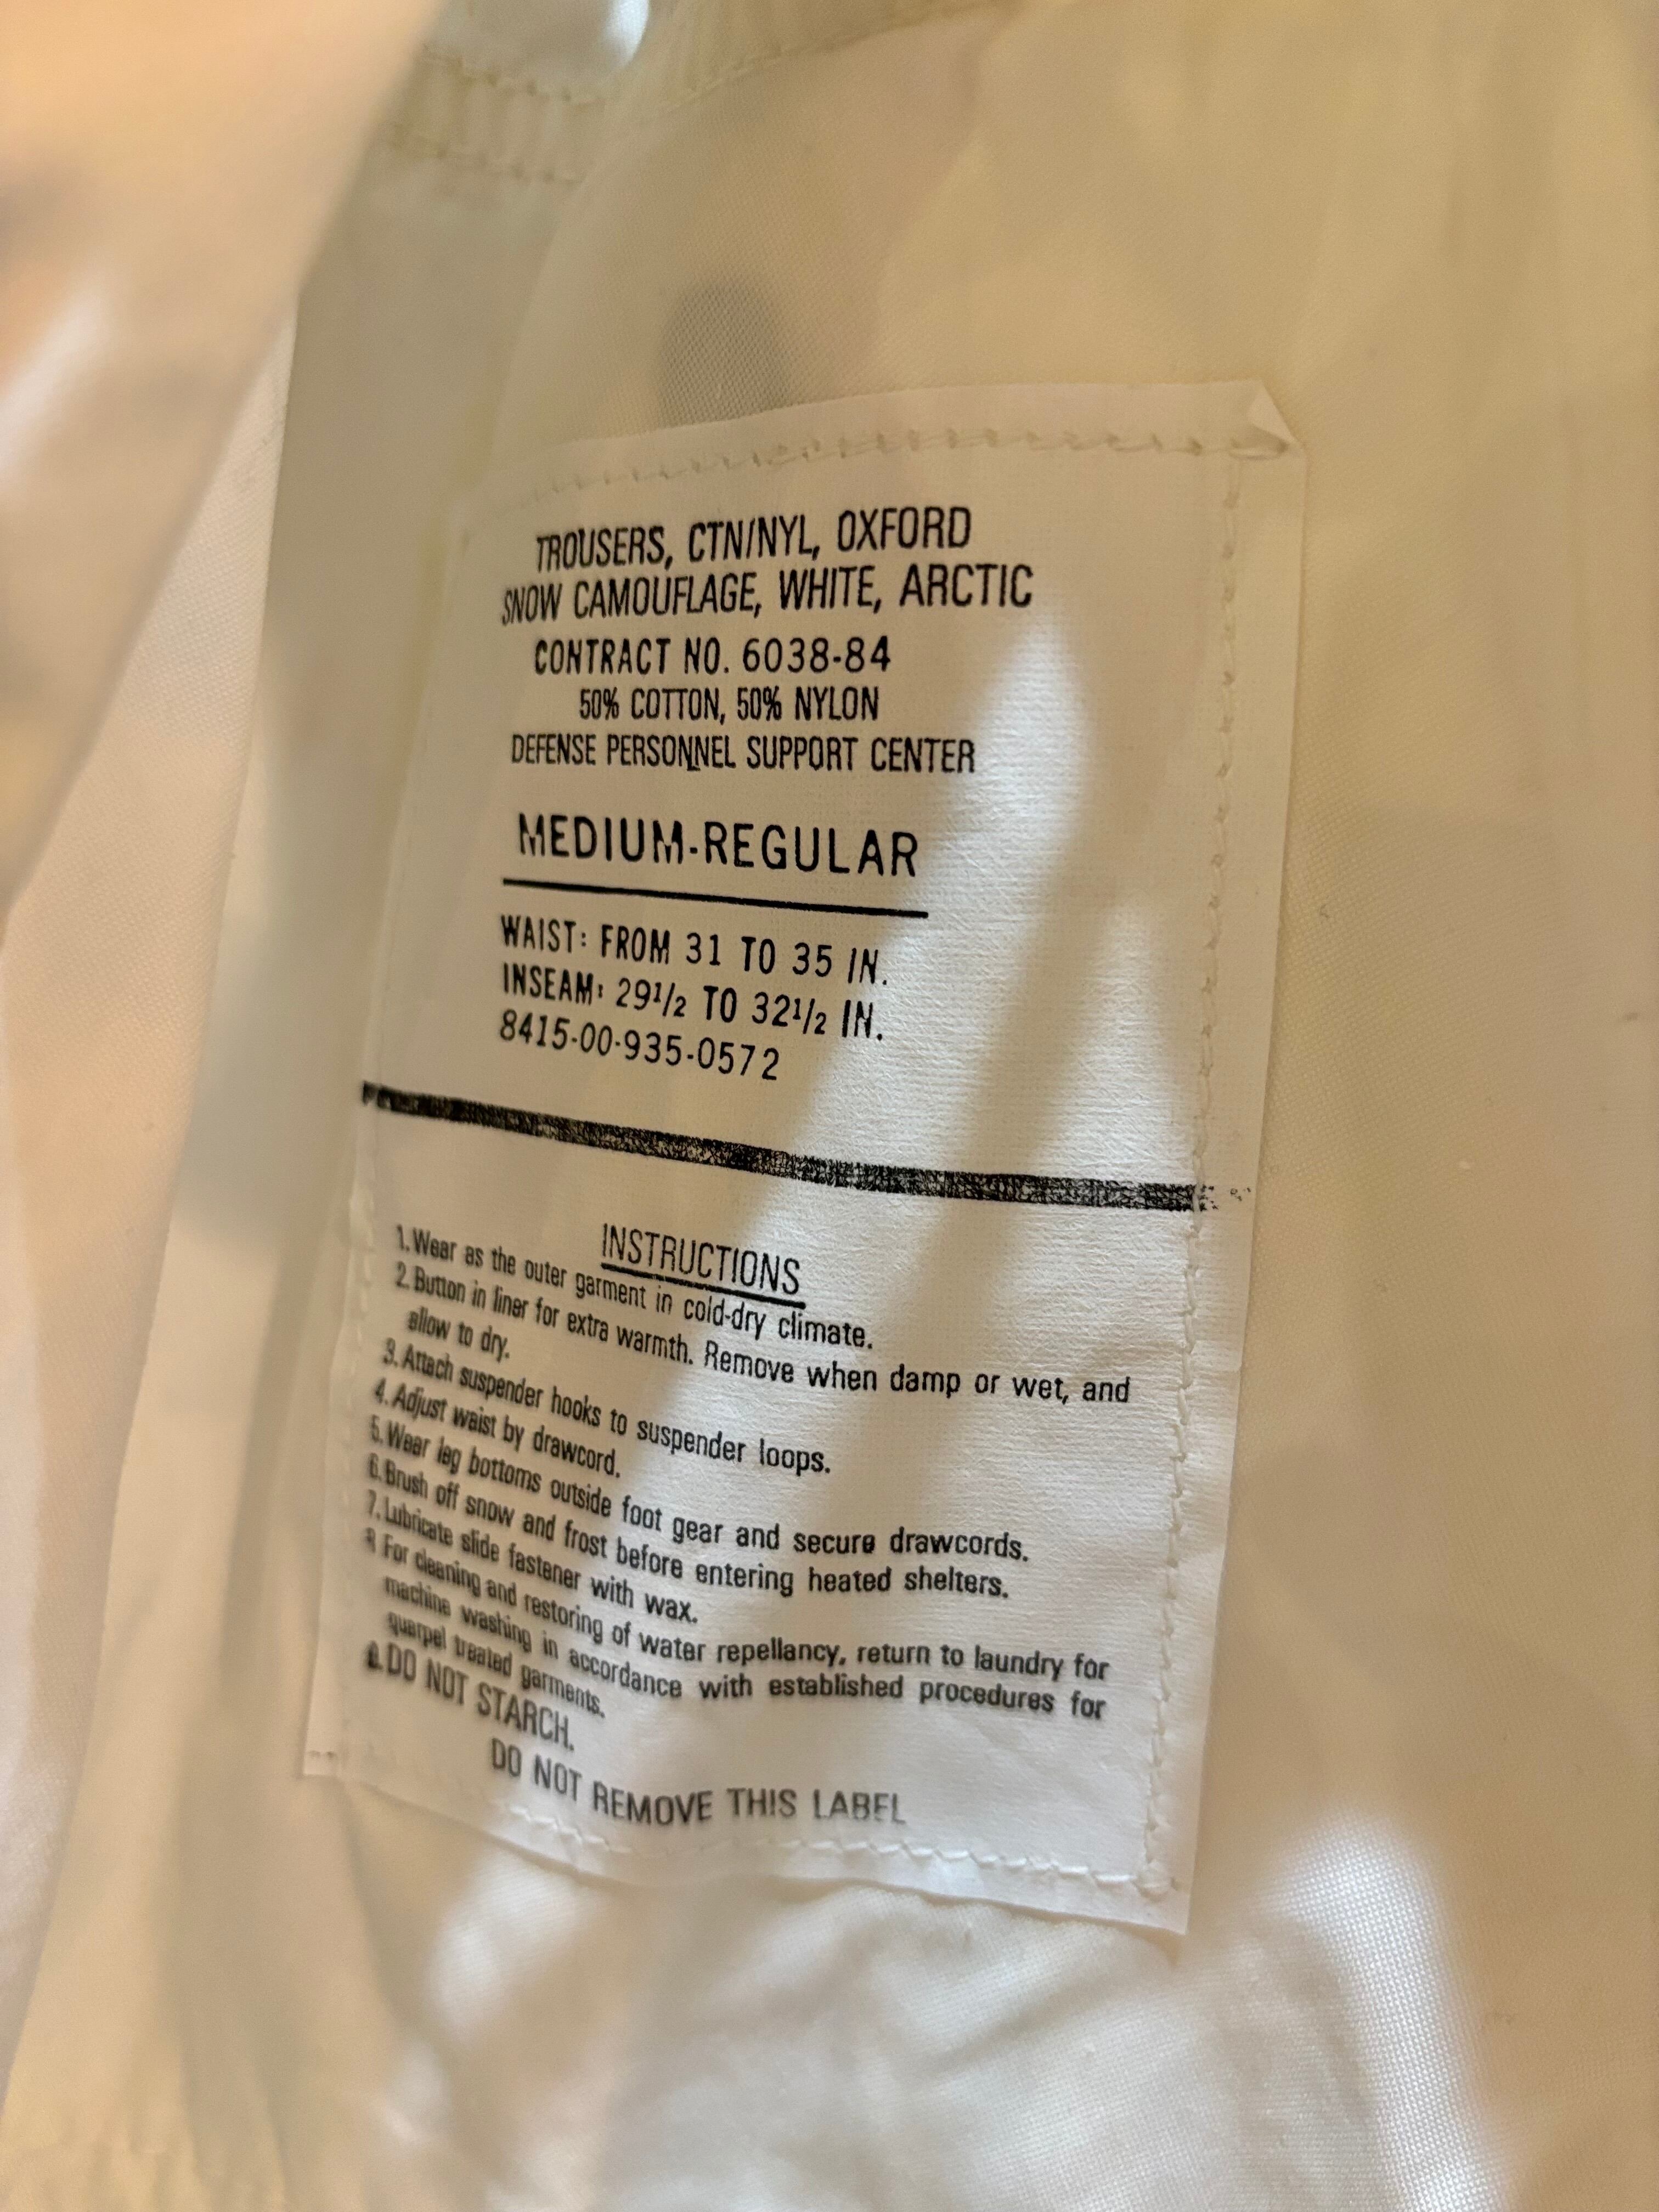 TROUSERS, CTN/NYL, OXFORD
SNOW CAMOUFLAGE, WHITE, ARCTIC
CONTRACT NO. 6038-84
50% COTTON, 50% NYLON
DEFENSE PERSONNEL SUPPORT CENTER
MEDIUM-REGULAR
WAIST: FROM 31 TO 35 IN.
INSEAM: 29 1/2 TO 32 1/2 IN.
8415-00-935-0572
INSTRUCTIONS
1. Wear as the outer garment in cold-dry climate.
2. Button in liner for extra warmth. Remove when damp or wet, and
allow to dry.
3. Attach suspender hooks to suspender loops.
4. Adjust waist by drawcord.
5. Wear leg bottoms outside foot gear and secure drawcords.
6. Brush off snow and frost before entering heated shelters.
7. Lubricate slide fastener with wax.
8 For cleaning and restoring of water repellancy, return to laundry for
machine washing in accordance with established procedures for
quarpel treated garments.
9. DO NOT STARCH.
DO NOT REMOVE THIS LABEL